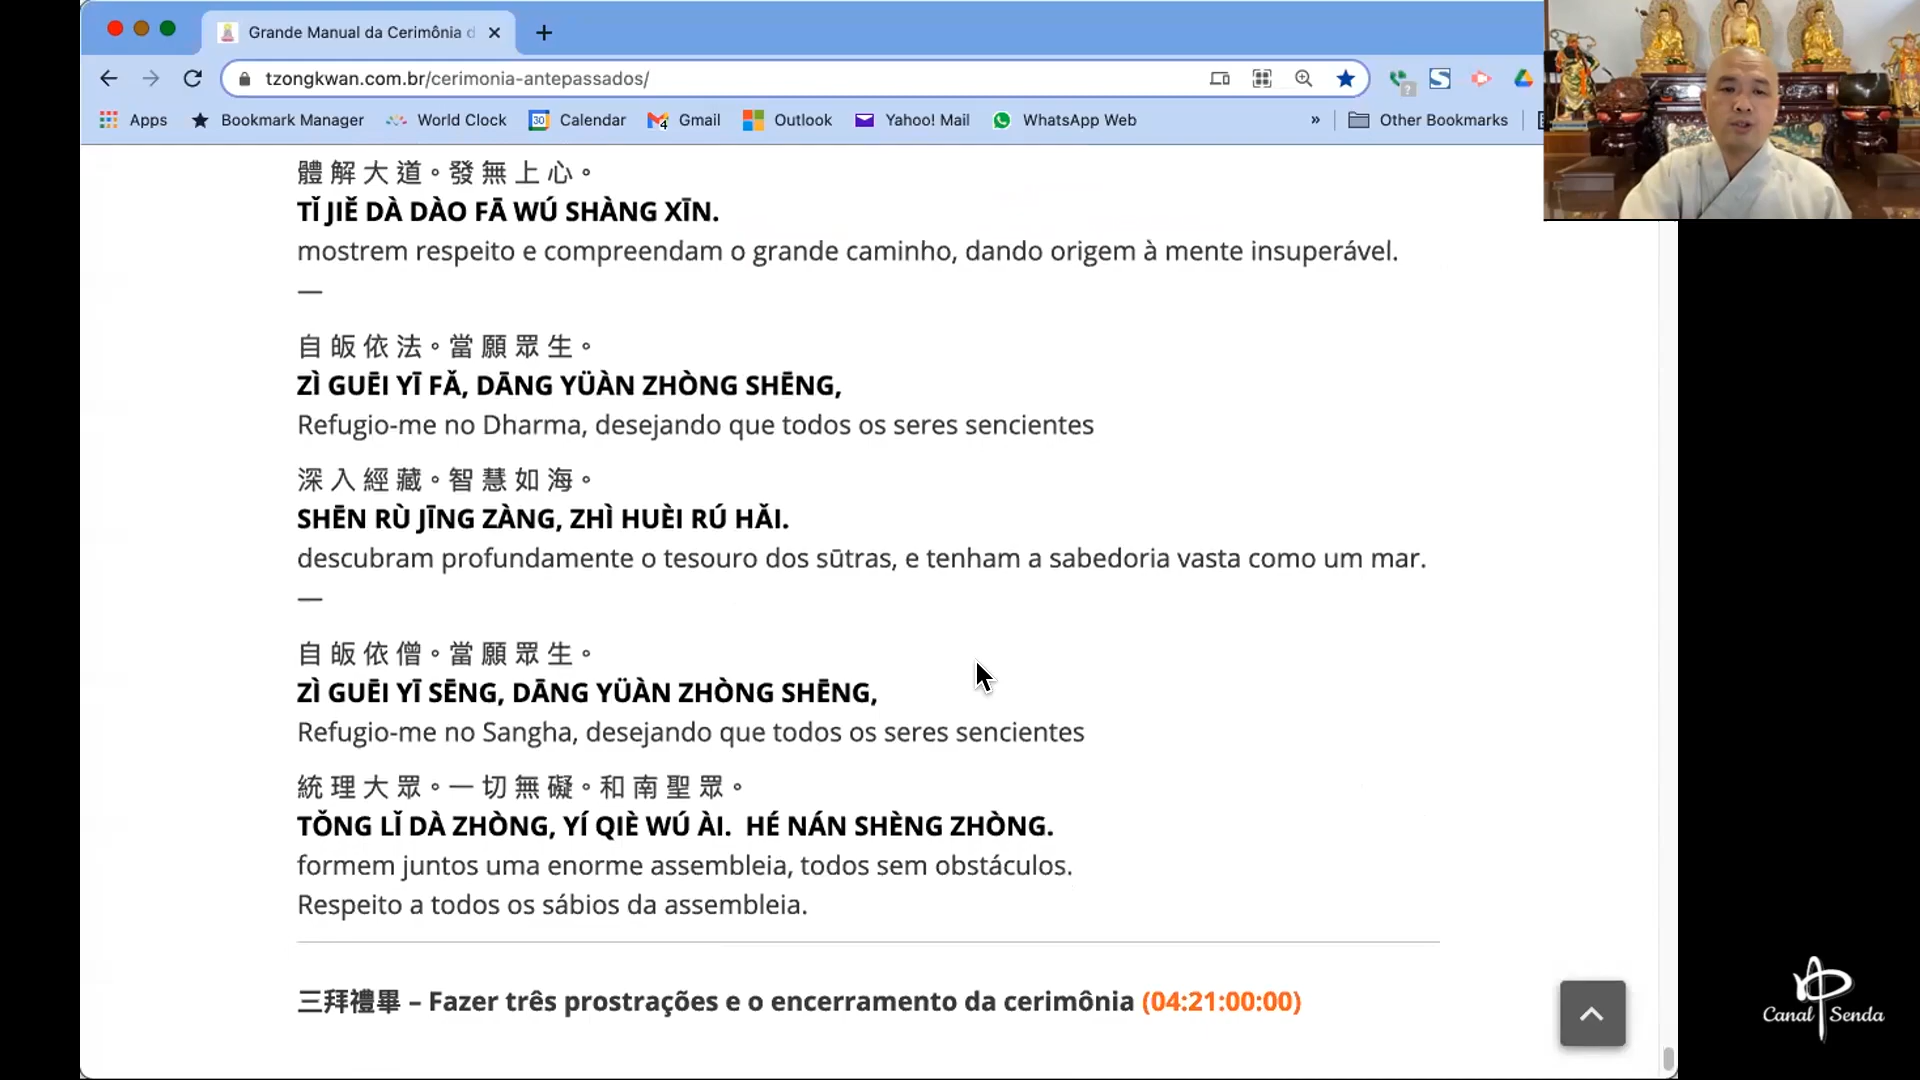 Grande Manual da Cerimônia d
tzongkwan.com.br/cerimonia-antepassados/
Apps Bookmark Manager World Clock 30 Calendar 4 Gmail Outlook Yahoo! Mail WhatsApp Web » Other Bookmarks
體解大道。發無上心。
TǏ JIĚ DÀ DÀO FĀ WÚ SHÀNG XĪN.
mostrem respeito e compreendam o grande caminho, dando origem à mente insuperável.
—
自皈依法。當願眾生。
ZÌ GUĒI YĪ FǍ, DĀNG YÜÀN ZHÒNG SHĒNG,
Refugio-me no Dharma, desejando que todos os seres sencientes
深入經藏。智慧如海。
SHĒN RÙ JĪNG ZÀNG, ZHÌ HUÈI RÚ HǍI.
descubram profundamente o tesouro dos sūtras, e tenham a sabedoria vasta como um mar.
—
自皈依僧。當願眾生。
ZÌ GUĒI YĪ SĒNG, DĀNG YÜÀN ZHÒNG SHĒNG,
Refugio-me no Sangha, desejando que todos os seres sencientes
統理大眾。一切無礙。和南聖眾。
TǑNG LǏ DÀ ZHÒNG, YÍ QIÈ WÚ ÀI. HÉ NÁN SHÈNG ZHÒNG.
formem juntos uma enorme assembleia, todos sem obstáculos.
Respeito a todos os sábios da assembleia.
三拜禮畢 – Fazer três prostrações e o encerramento da cerimônia (04:21:00:00)
Canal Senda